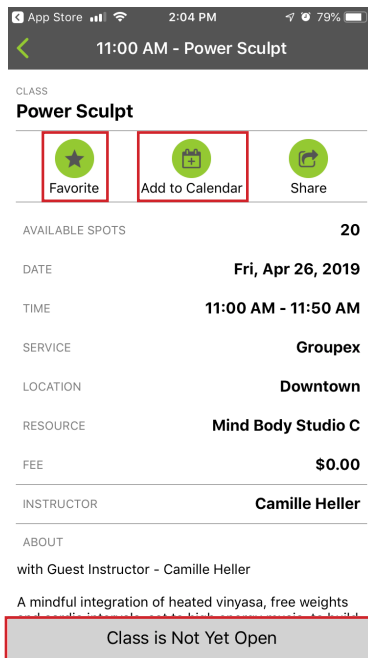 App Store 2:04 PM 79%
11:00 AM - Power Sculpt
CLASS
Power Sculpt
Favorite Add to Calendar Share
AVAILABLE SPOTS 20
DATE Fri, Apr 26, 2019
TIME 11:00 AM - 11:50 AM
SERVICE Groupex
LOCATION Downtown
RESOURCE Mind Body Studio C
FEE $0.00
INSTRUCTOR Camille Heller
ABOUT
with Guest Instructor - Camille Heller
A mindful integration of heated vinyasa, free weights
Class is Not Yet Open